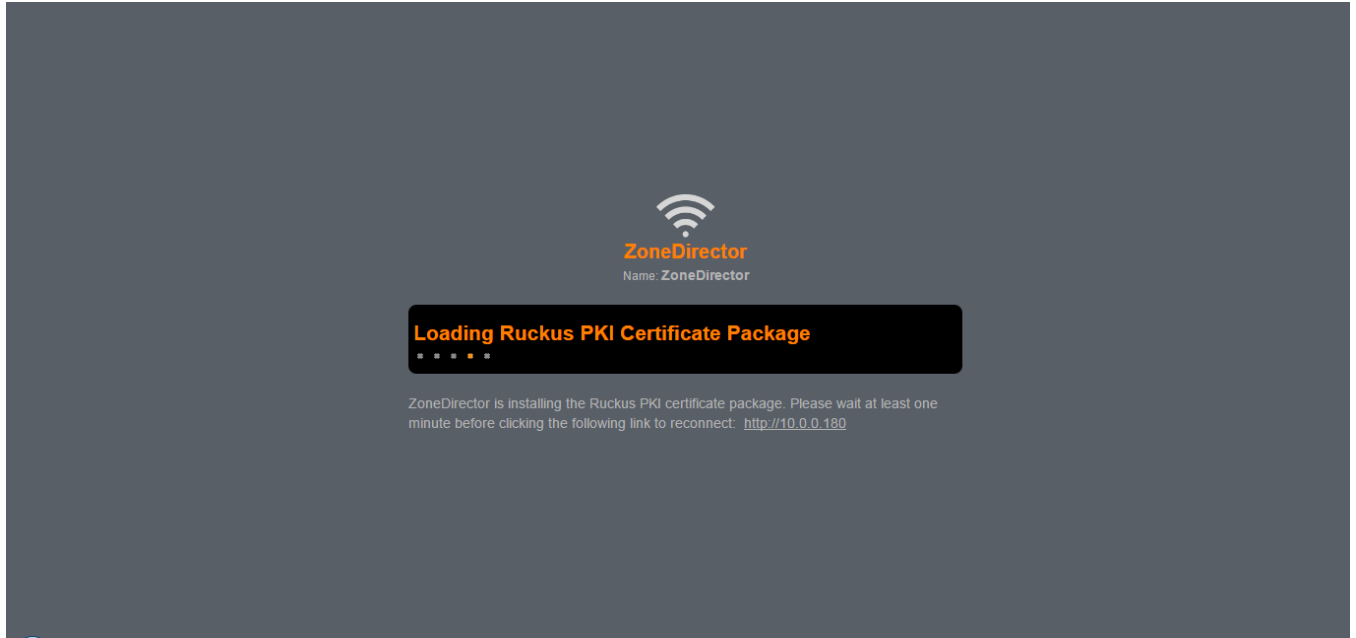 ZoneDirector
Name: ZoneDirector
Loading Ruckus PKI Certificate Package
ZoneDirector is installing the Ruckus PKI certificate package. Please wait at least one
minute before clicking the following link to reconnect: http://10.0.0.180